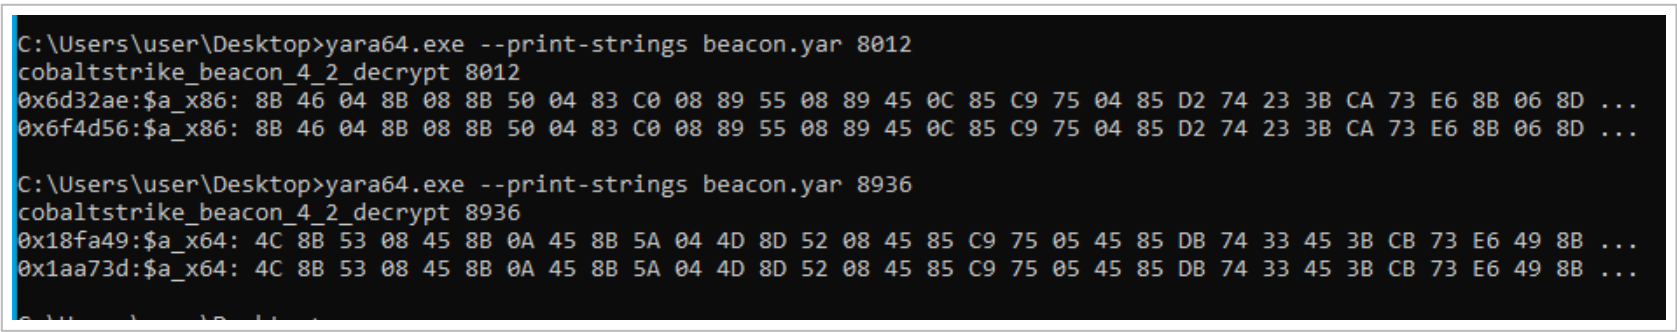 C:\Users\user\Desktop>yara64.exe --print-strings beacon.yar 8012
cobaltstrike_beacon_4_2_decrypt 8012
0x6d32ae:$a_x86: 8B 46 04 8B 08 8B 50 04 83 C0 08 89 55 08 89 45 0C 85 C9 75 04 85 D2 74 23 3B CA 73 E6 8B 06 8D ...
0x6f4d56:$a_x86: 8B 46 04 8B 08 8B 50 04 83 C0 08 89 55 08 89 45 0C 85 C9 75 04 85 D2 74 23 3B CA 73 E6 8B 06 8D ...
C:\Users\user\Desktop>yara64.exe --print-strings beacon.yar 8936
cobaltstrike_beacon_4_2_decrypt 8936
0x18fa49:$a_x64: 4C 8B 53 08 45 8B 0A 45 8B 5A 04 4D 8D 52 08 45 85 C9 75 05 45 85 DB 74 33 45 3B CB 73 E6 49 8B ...
0x1aa73d:$a_x64: 4C 8B 53 08 45 8B 0A 45 8B 5A 04 4D 8D 52 08 45 85 C9 75 05 45 85 DB 74 33 45 3B CB 73 E6 49 8B ...